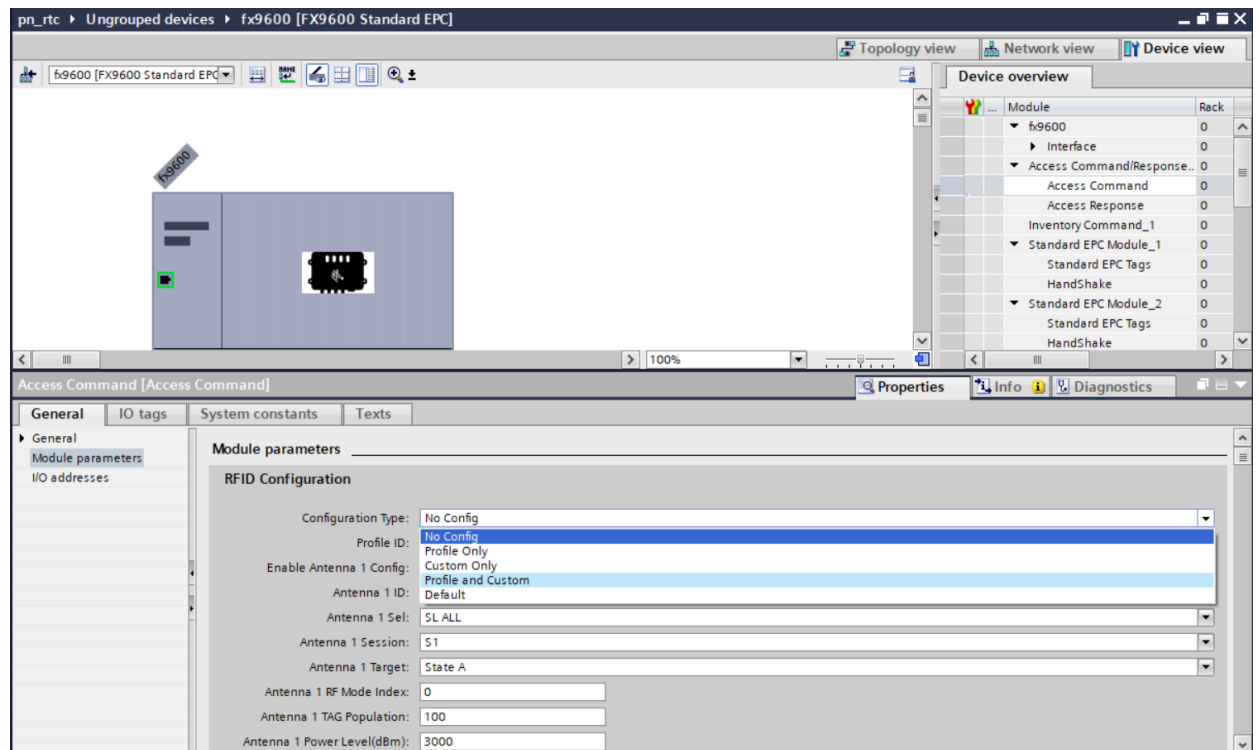 pn_rtc ▸ Ungrouped devices ▸ fx9600 [FX9600 Standard EPC]
Topology view Network view Device view
fx9600 [FX9600 Standard EPC
Device overview
... Module Rack
fx9600 0
Interface 0
Access Command/Response.. 0
Access Command 0
Access Response 0
Inventory Command_1 0
Standard EPC Module_1 0
Standard EPC Tags 0
HandShake 0
Standard EPC Module_2 0
Standard EPC Tags 0
HandShake 0
fx9600
100%
Access Command [Access Command]
Properties Info Diagnostics
General IO tags System constants Texts
General
Module parameters
I/O addresses
Module parameters
RFID Configuration
Configuration Type: No Config
Profile ID:
Enable Antenna 1 Config:
Antenna 1 ID:
No Config
Profile Only
Custom Only
Profile and Custom
Default
Antenna 1 Sel: SL ALL
Antenna 1 Session: S1
Antenna 1 Target: State A
Antenna 1 RF Mode Index: 0
Antenna 1 TAG Population: 100
Antenna 1 Power Level(dBm): 3000